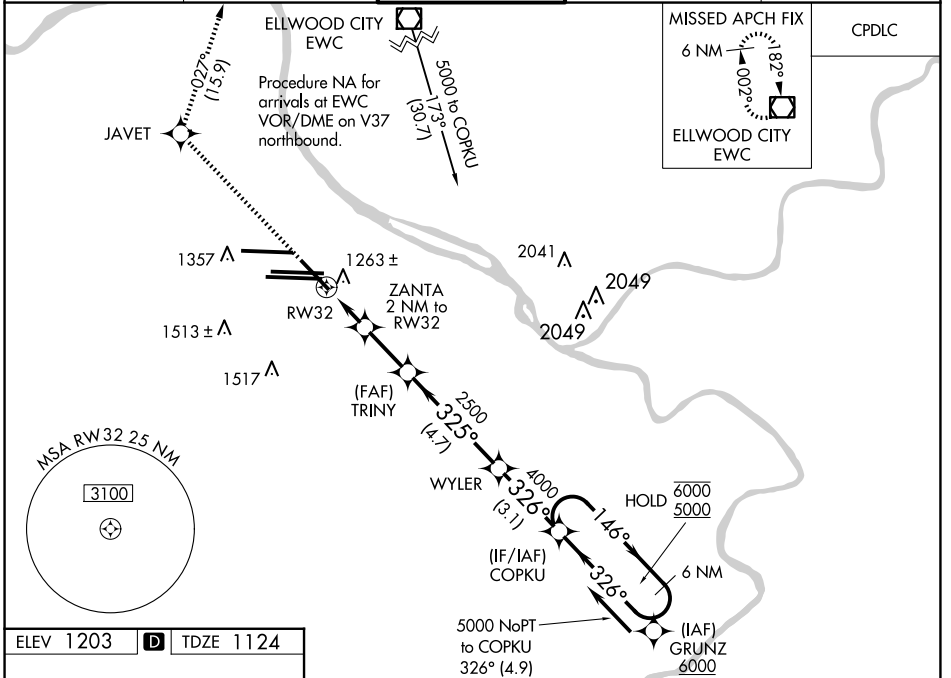 ELLWOOD CITY
EWC
Procedure NA for
arrivals at EWC
VOR/DME on V37
northbound.
5000 to COPKU
173°
(30.7)
MISSED APCH FIX
6 NM
182°
002°
ELLWOOD CITY
EWC
CPDLC
027°
(15.9)
JAVET
1357
1263 ±
2041
2049
2049
RW32
ZANTA
2 NM to
RW32
1513 ±
1517
(FAF)
TRINY
2500
325°
(4.7)
MSA RW32 25 NM
3100
WYLER
4000
326°
(3.1)
HOLD
6000
5000
146°
(IF/IAF)
COPKU
326°
6 NM
5000 NoPT
to COPKU
326° (4.9)
(IAF)
GRUNZ
6000
ELEV 1203 D TDZE 1124